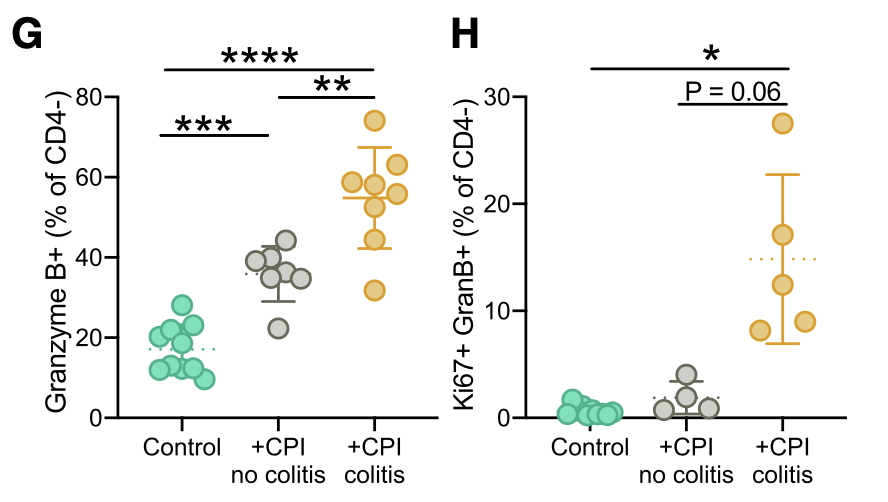 G
****
**
***
Granzyme B+ (% of CD4-)
80
60
40
20
0
Control
+CPI
no colitis
+CPI
colitis
H
*
P = 0.06
Ki67+ GranB+ (% of CD4-)
30
20
10
0
Control
+CPI
no colitis
+CPI
colitis